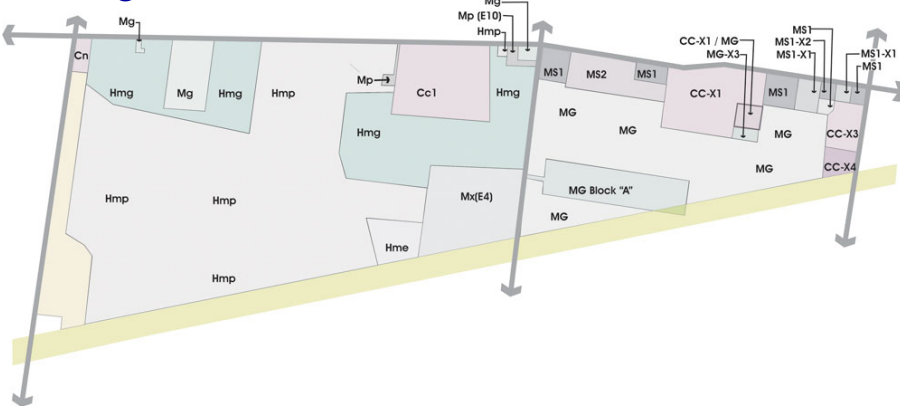 Mg
Mg
Mp (E10)
Hmp
MS1
CC-X1 / MG
MS1-X2
MG-X3
MS1-X1
MS1-X1
MS1
Cn
MS1
MS2
MS1
Mp
Cc1
Hmg
Mg
Hmg
Hmp
Hmg
CC-X1
MS1
MG
MG
MG
CC-X3
Hmg
MG
CC-X4
MG Block "A"
Hmp
Hmp
Mx(E4)
MG
Hme
Hmp